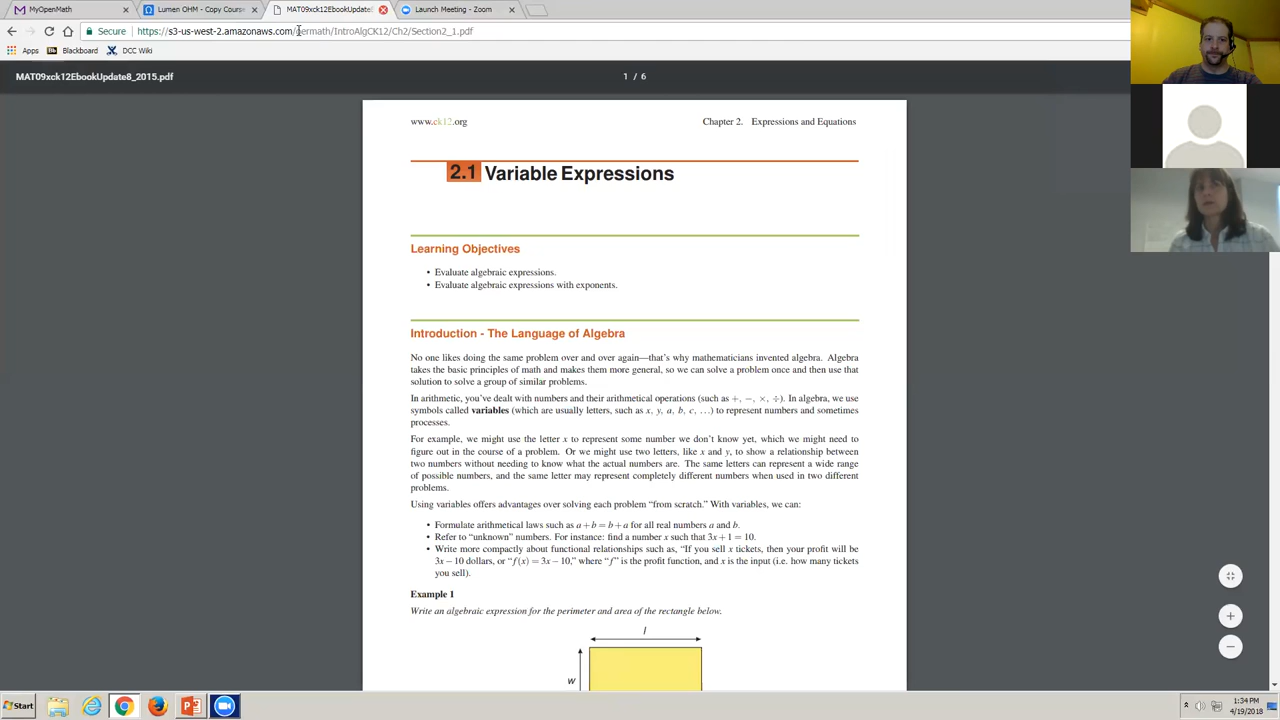 MyOpenMath
Lumen OHM - Copy Cours
MAT09xck12EbookUpdate
Launch Meeting - Zoom
Secure
https://s3-us-west-2.amazonaws.com/permath/IntroAlgCK12/Ch2/Section2_1.pdf
Apps
Blackboard
DCC Wiki
MAT09xck12EbookUpdate8_2015.pdf
1 / 6
www.ck12.org
Chapter 2. Expressions and Equations
2.1 Variable Expressions
Learning Objectives
• Evaluate algebraic expressions.
• Evaluate algebraic expressions with exponents.
Introduction - The Language of Algebra
No one likes doing the same problem over and over again—that's why mathematicians invented algebra. Algebra
takes the basic principles of math and makes them more general, so we can solve a problem once and then use that
solution to solve a group of similar problems.
In arithmetic, you've dealt with numbers and their arithmetical operations (such as +, −, ×, ÷). In algebra, we use
symbols called variables (which are usually letters, such as x, y, a, b, c, ...) to represent numbers and sometimes
processes.
For example, we might use the letter x to represent some number we don't know yet, which we might need to
figure out in the course of a problem. Or we might use two letters, like x and y, to show a relationship between
two numbers without needing to know what the actual numbers are. The same letters can represent a wide range
of possible numbers, and the same letter may represent completely different numbers when used in two different
problems.
Using variables offers advantages over solving each problem “from scratch.” With variables, we can:
• Formulate arithmetical laws such as a + b = b + a for all real numbers a and b.
• Refer to “unknown” numbers. For instance: find a number x such that 3x + 1 = 10.
• Write more compactly about functional relationships such as, “If you sell x tickets, then your profit will be
3x − 10 dollars, or “f(x) = 3x − 10,” where “f” is the profit function, and x is the input (i.e. how many tickets
you sell).
Example 1
Write an algebraic expression for the perimeter and area of the rectangle below.
l
w
Start
1:34 PM
4/19/2018